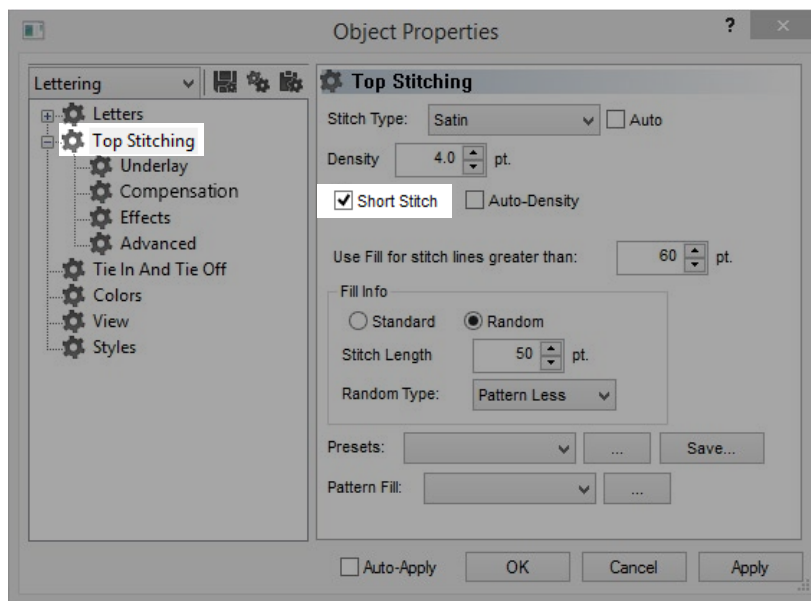 Object Properties
?
Lettering
Letters
Top Stitching
Underlay
Compensation
Effects
Advanced
Tie In And Tie Off
Colors
View
Styles
Top Stitching
Stitch Type: Satin Auto
Density 4.0 pt.
Short Stitch Auto-Density
Use Fill for stitch lines greater than: 60 pt.
Fill Info
Standard Random
Stitch Length 50 pt.
Random Type: Pattern Less
Presets: ... Save...
Pattern Fill: ...
Auto-Apply OK Cancel Apply